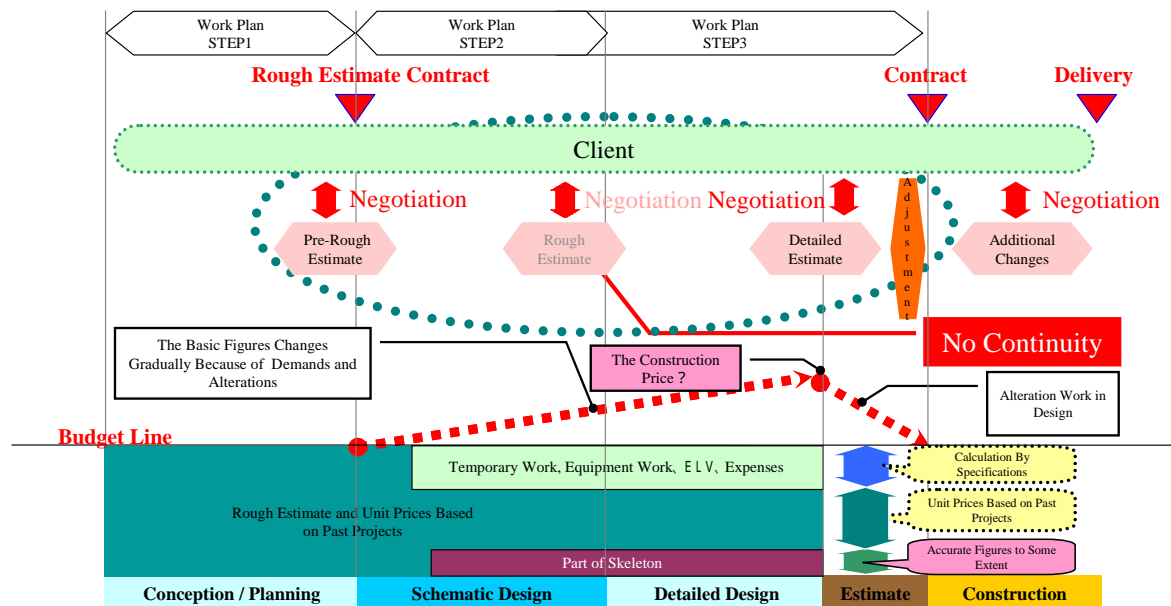 Work Plan
STEP1
Work Plan
STEP2
Work Plan
STEP3
Rough Estimate Contract
Contract
Delivery
Client
Negotiation
Negotiation
Negotiation
Negotiation
Pre-Rough
Estimate
Rough
Estimate
Detailed
Estimate
Adjustment
Additional
Changes
The Basic Figures Changes
Gradually Because of Demands and
Alterations
The Construction
Price？
No Continuity
Alteration Work in
Design
Budget Line
Temporary Work, Equipment Work、ＥＬＶ、Expenses
Calculation By
Specifications
Rough Estimate and Unit Prices Based
on Past Projects
Unit Prices Based on Past
Projects
Part of Skeleton
Accurate Figures to Some
Extent
Conception / Planning
Schematic Design
Detailed Design
Estimate
Construction